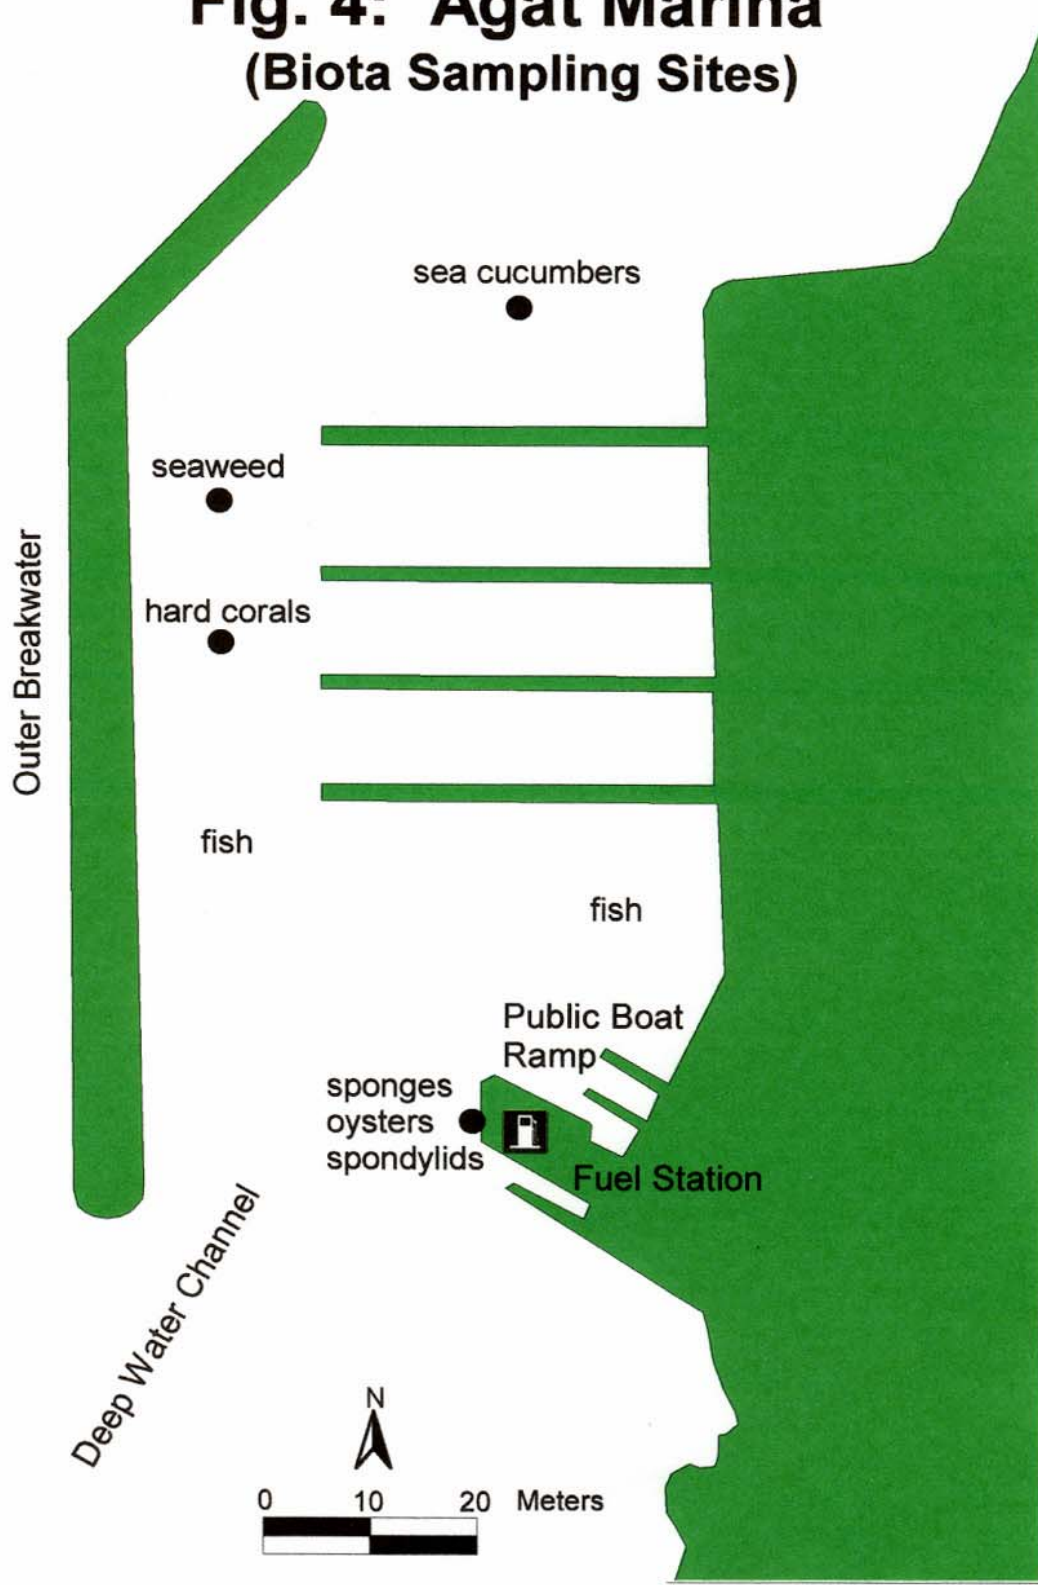 Fig. 4: Agat Marina
(Biota Sampling Sites)
sea cucumbers
seaweed
hard corals
Outer Breakwater
fish
fish
Public Boat
Ramp
sponges
oysters
spondylids
Fuel Station
Deep Water Channel
N
0 10 20 Meters